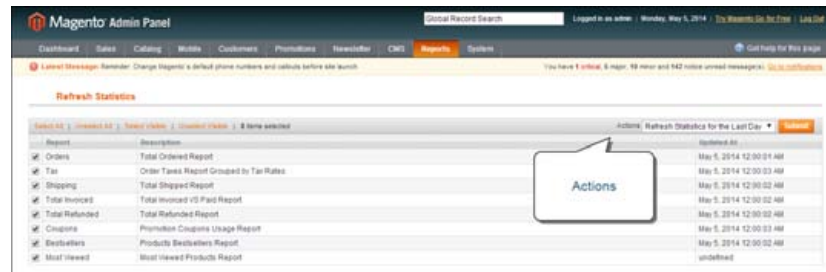 Magento Admin Panel
Global Record Search
Logged in as admin | Monday, May 5, 2014 | Try Magento Go for Free | Log Out
Dashboard Sales Catalog Mobile Customers Promotions Newsletter CMS Reports System
Get help for this page
Latest Message: Reminder: Change Magento's default phone numbers and callouts before site launch
You have 1 critical, 5 major, 10 minor and 142 notice unread message(s). Go to notifications
Refresh Statistics
Select All | Unselect All | Select Visible | Unselect Visible | 8 items selected
Actions Refresh Statistics for the Last Day Submit
Report Description Updated At
Orders Total Ordered Report May 5, 2014 12:00:01 AM
Tax Order Taxes Report Grouped by Tax Rates May 5, 2014 12:00:03 AM
Shipping Total Shipped Report May 5, 2014 12:00:02 AM
Total Invoiced Total Invoiced VS Paid Report May 5, 2014 12:00:02 AM
Total Refunded Total Refunded Report May 5, 2014 12:00:02 AM
Coupons Promotion Coupons Usage Report May 5, 2014 12:00:03 AM
Bestsellers Products Bestsellers Report May 5, 2014 12:00:02 AM
Most Viewed Most Viewed Products Report undefined
Actions